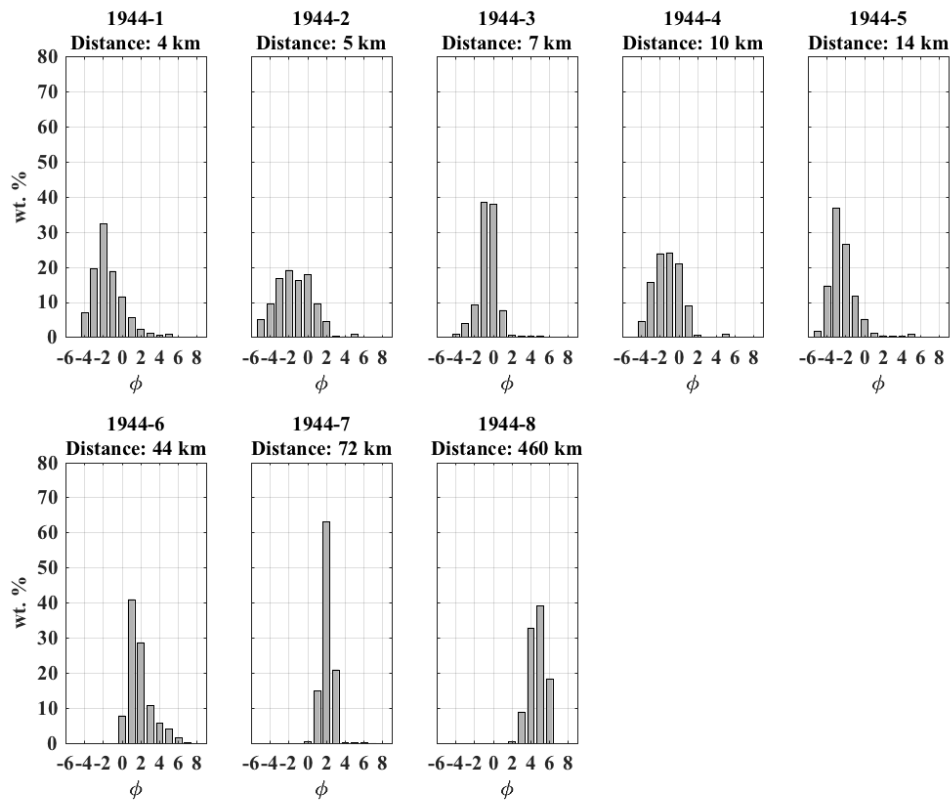 1944-1
Distance: 4 km
1944-2
Distance: 5 km
1944-3
Distance: 7 km
1944-4
Distance: 10 km
1944-5
Distance: 14 km
wt. %
80
70
60
50
40
30
20
10
0
-6 -4 -2 0 2 4 6 8
-6 -4 -2 0 2 4 6 8
-6 -4 -2 0 2 4 6 8
-6 -4 -2 0 2 4 6 8
-6 -4 -2 0 2 4 6 8
ϕ
ϕ
ϕ
ϕ
ϕ
1944-6
Distance: 44 km
1944-7
Distance: 72 km
1944-8
Distance: 460 km
wt. %
80
70
60
50
40
30
20
10
0
-6 -4 -2 0 2 4 6 8
-6 -4 -2 0 2 4 6 8
-6 -4 -2 0 2 4 6 8
ϕ
ϕ
ϕ